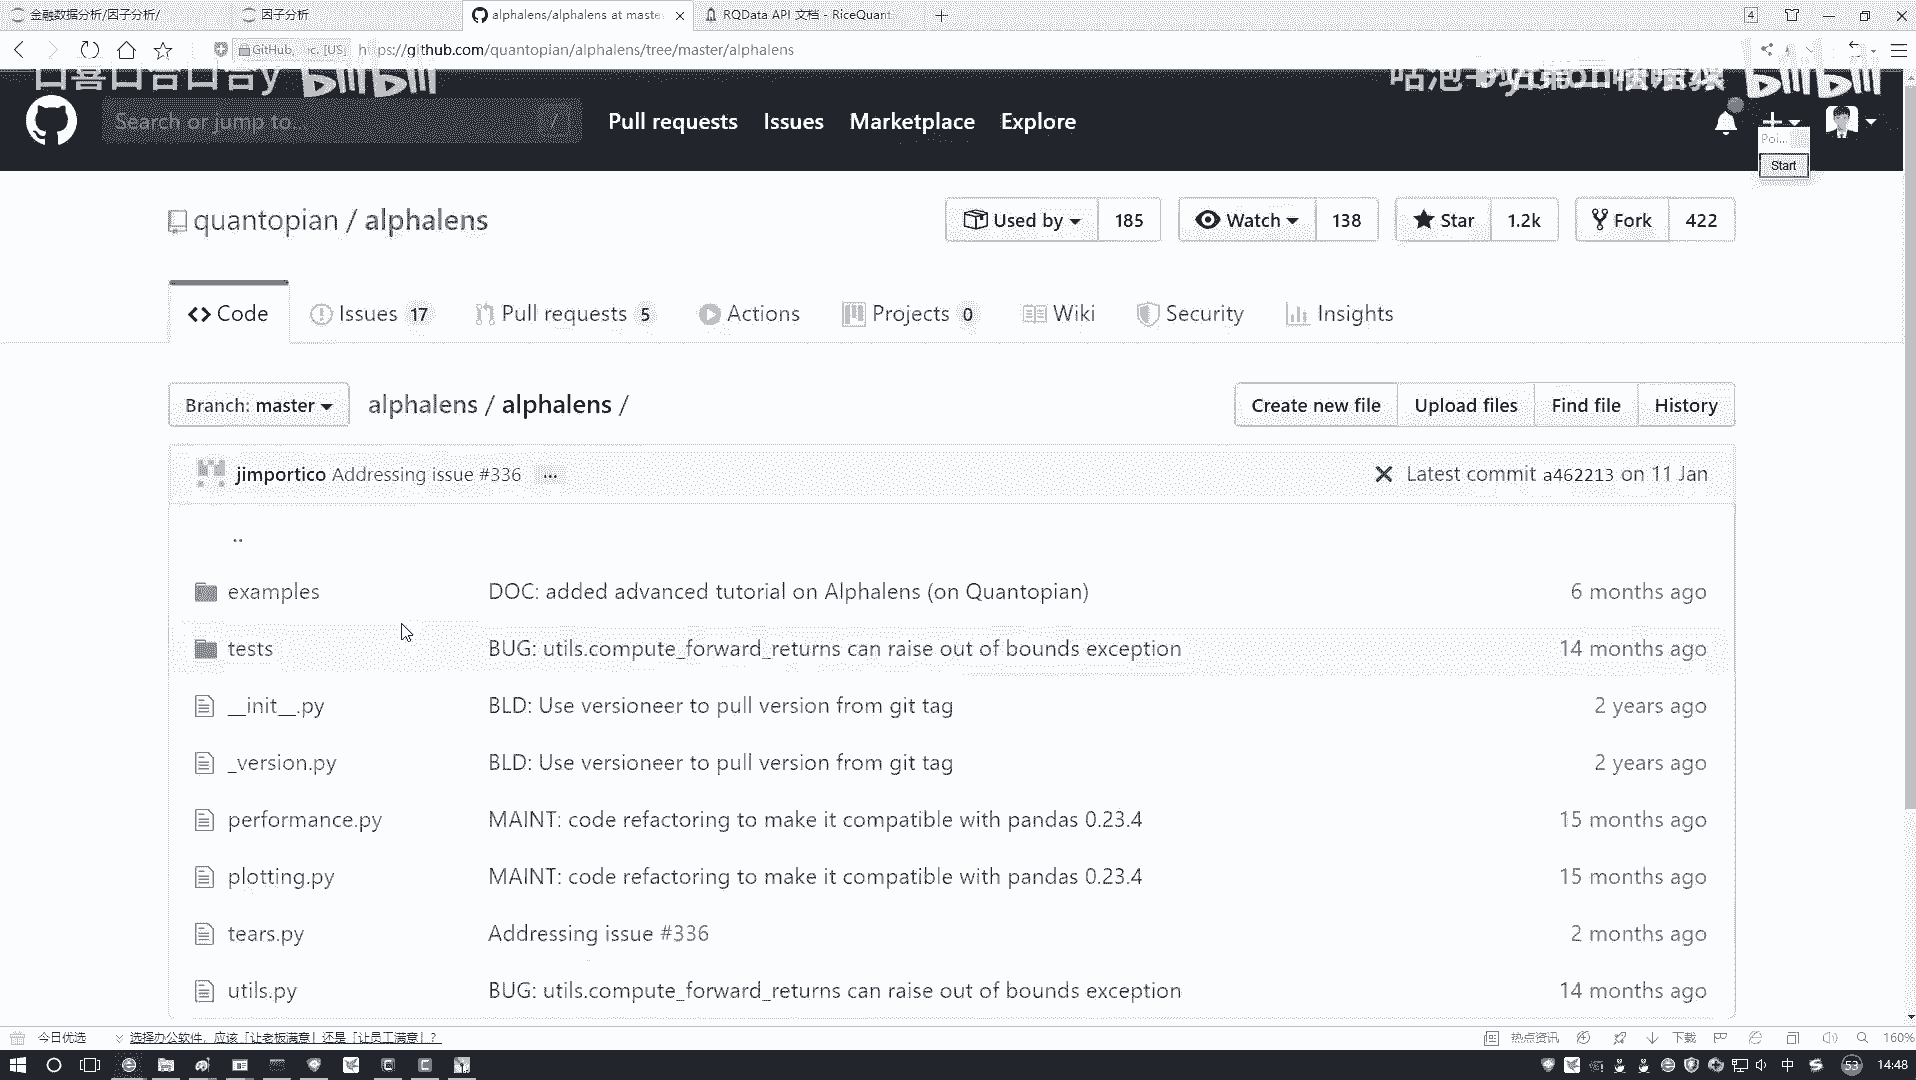 金融数据分析/因子分析/
因子分析
alphalens/alphalens at maste
RQData API 文档 - RiceQuant
4
GitHub, Inc. [US]
https://github.com/quantopian/alphalens/tree/master/alphalens
bilibili
bilibili
Search or jump to...
/
Pull requests
Issues
Marketplace
Explore
Poi...
Start
quantopian / alphalens
Used by
185
Watch
138
Star
1.2k
Fork
422
Code
Issues 17
Pull requests 5
Actions
Projects 0
Wiki
Security
Insights
Branch: master
alphalens / alphalens /
Create new file
Upload files
Find file
History
jimportico Addressing issue #336 ...
Latest commit a462213 on 11 Jan
..
examples DOC: added advanced tutorial on Alphalens (on Quantopian) 6 months ago
tests BUG: utils.compute_forward_returns can raise out of bounds exception 14 months ago
__init__.py BLD: Use versioneer to pull version from git tag 2 years ago
_version.py BLD: Use versioneer to pull version from git tag 2 years ago
performance.py MAINT: code refactoring to make it compatible with pandas 0.23.4 15 months ago
plotting.py MAINT: code refactoring to make it compatible with pandas 0.23.4 15 months ago
tears.py Addressing issue #336 2 months ago
utils.py BUG: utils.compute_forward_returns can raise out of bounds exception 14 months ago
今日优选
选择办公软件，应该「让老板满意」还是「让员工满意」？
热点资讯
下载
160%
中
53
14:48